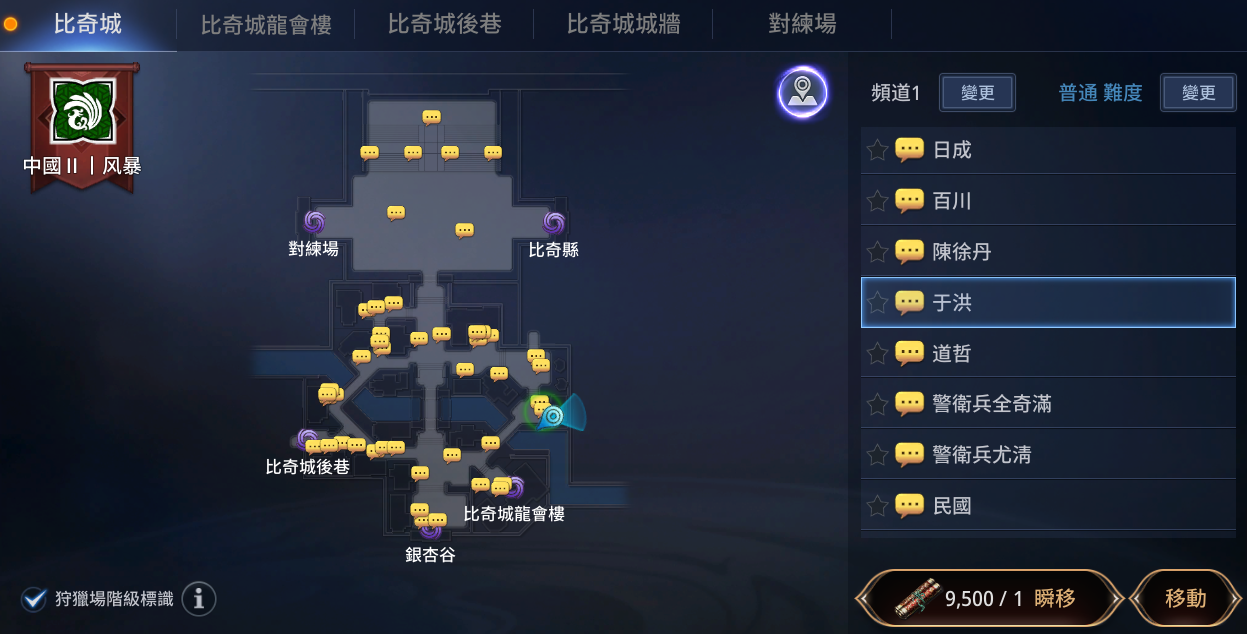 比奇城
比奇城龍會樓
比奇城後巷
比奇城城牆
對練場
中國II | 风暴
頻道1
變更
普通 難度
變更
日成
百川
陳徐丹
于洪
道哲
警衛兵全奇滿
警衛兵尤淸
民國
對練場
比奇縣
比奇城後巷
比奇城龍會樓
銀杏谷
狩獵場階級標識
9,500 / 1 瞬移
移動